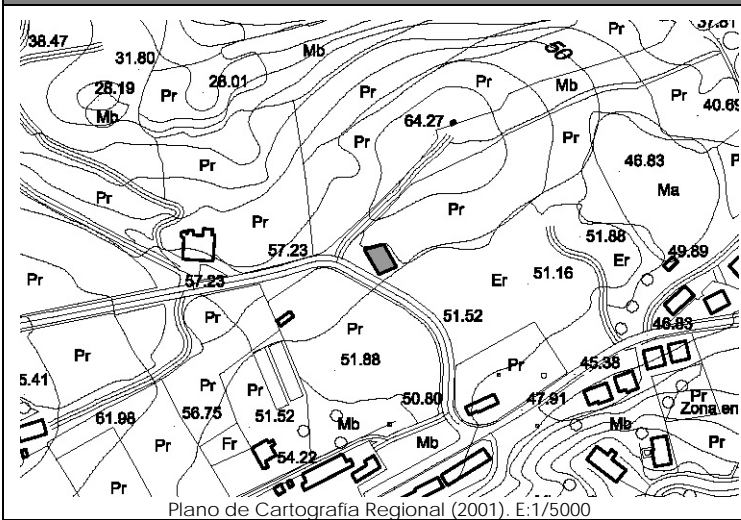 37.81
38.47
Pr
50
Mb
31.80
28.01
28.19
Pr
Pr
Pr
Mb
Pr
40.69
Mb
64.27
Pr
Pr
Pr
46.83
Ma
Pr
Pr
Pr
Pr
57.23
51.88
49.89
Er
57.23
Pr
Er
51.16
Pr
51.52
46.83
Pr
Pr
51.88
Pr
45.38
5.41
Pr
Pr
50.80
47.91
Pr
61.98
56.75
51.52
Zona en
Mb
Mb
Pr
Fr
Mb
Pr
54.22
Pr
Plano de Cartografía Regional (2001). E:1/5000